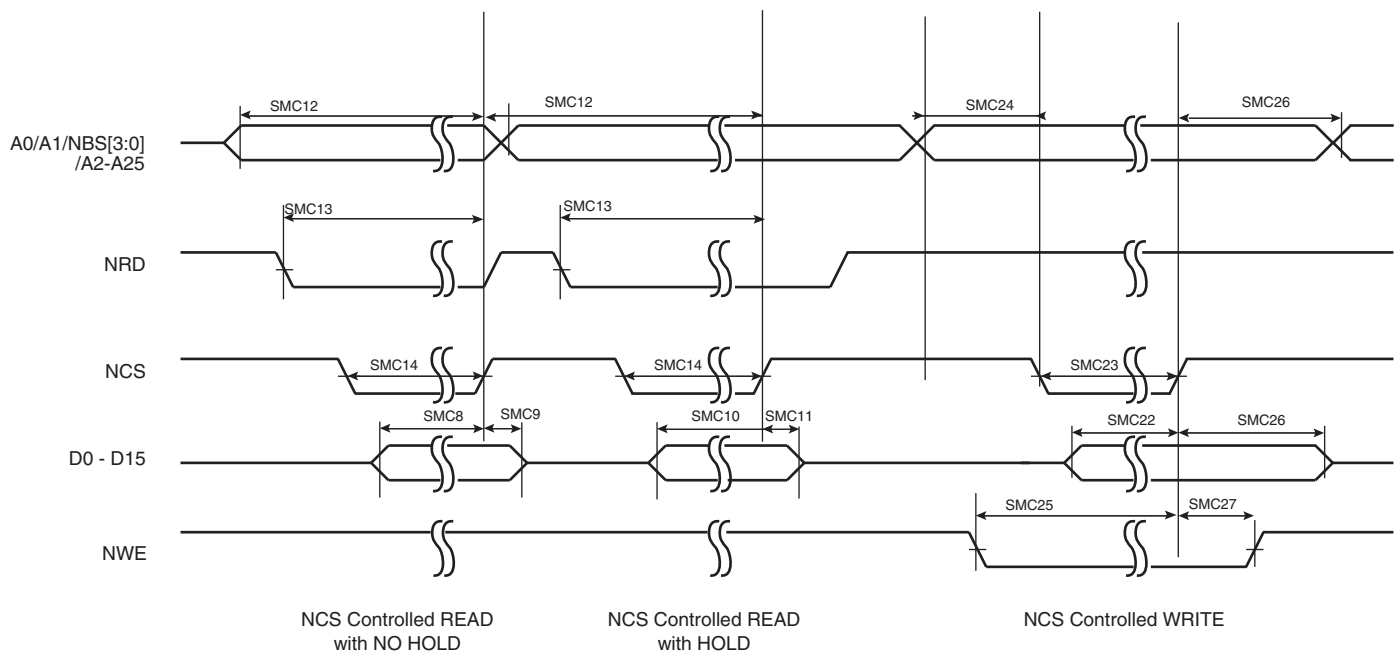 SMC12
SMC12
SMC24
SMC26
A0/A1/NBS[3:0]
/A2-A25
SMC13
SMC13
NRD
NCS
SMC14
SMC14
SMC23
SMC8
SMC9
SMC10
SMC11
SMC22
SMC26
D0 - D15
SMC25
SMC27
NWE
NCS Controlled READ
with NO HOLD
NCS Controlled READ
with HOLD
NCS Controlled WRITE